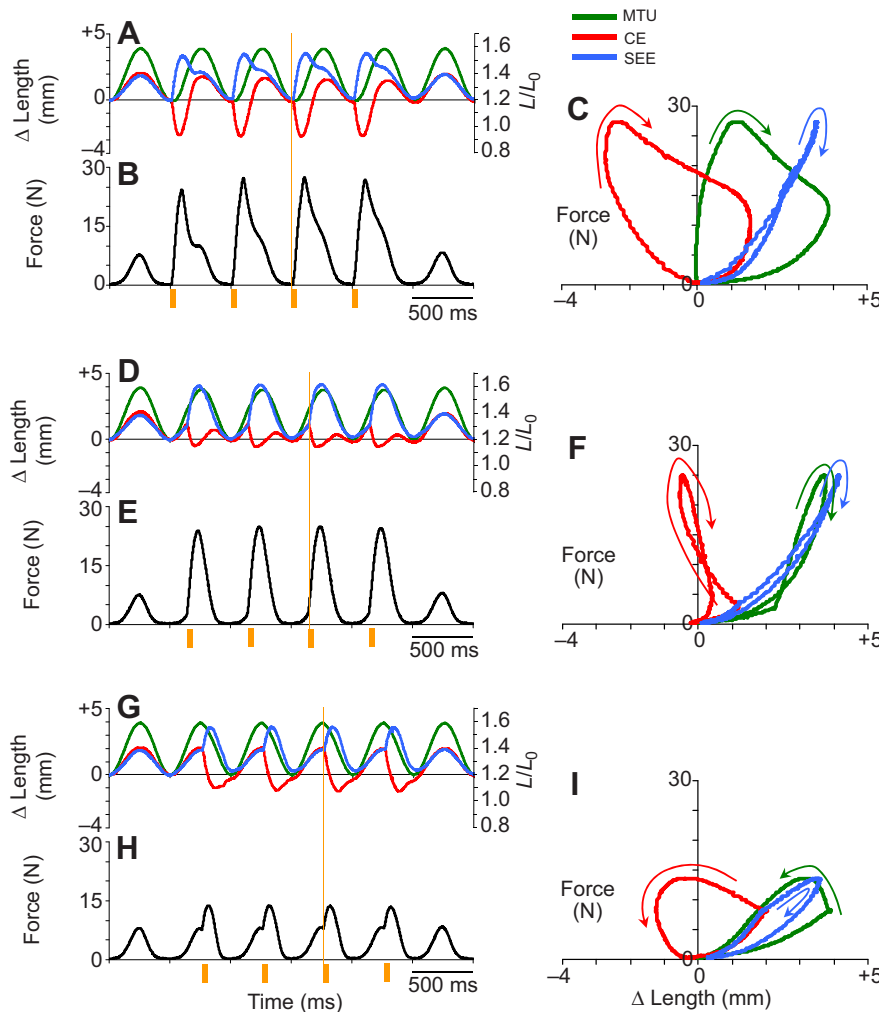 MTU
CE
SEE
A
+5
0
–4
Δ Length
(mm)
1.6
1.4
1.2
1.0
0.8
L/L0
B
30
15
0
Force (N)
500 ms
C
30
0
Force
(N)
–4
0
+5
D
+5
0
–4
Δ Length
(mm)
1.6
1.4
1.2
1.0
0.8
L/L0
E
30
15
0
Force (N)
500 ms
F
30
0
Force
(N)
–4
0
+5
G
+5
0
–4
Δ Length
(mm)
1.6
1.4
1.2
1.0
0.8
L/L0
H
30
15
0
Force (N)
Time (ms)
500 ms
I
30
0
Force
(N)
–4
0
+5
Δ Length (mm)